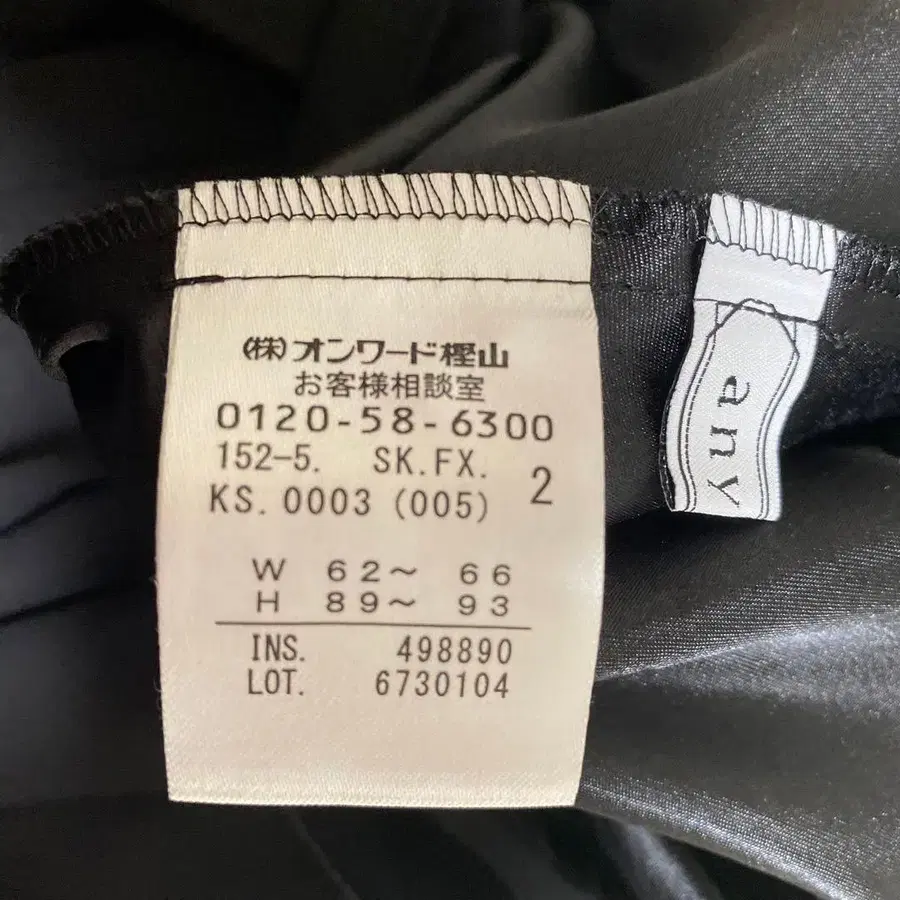 (株)オンワード樫山
お客様相談室
0120-58-6300
152-5. SK.FX. 2
KS.0003 (005)
W 62〜 66
H 89〜 93
INS. 498890
LOT. 6730104
any